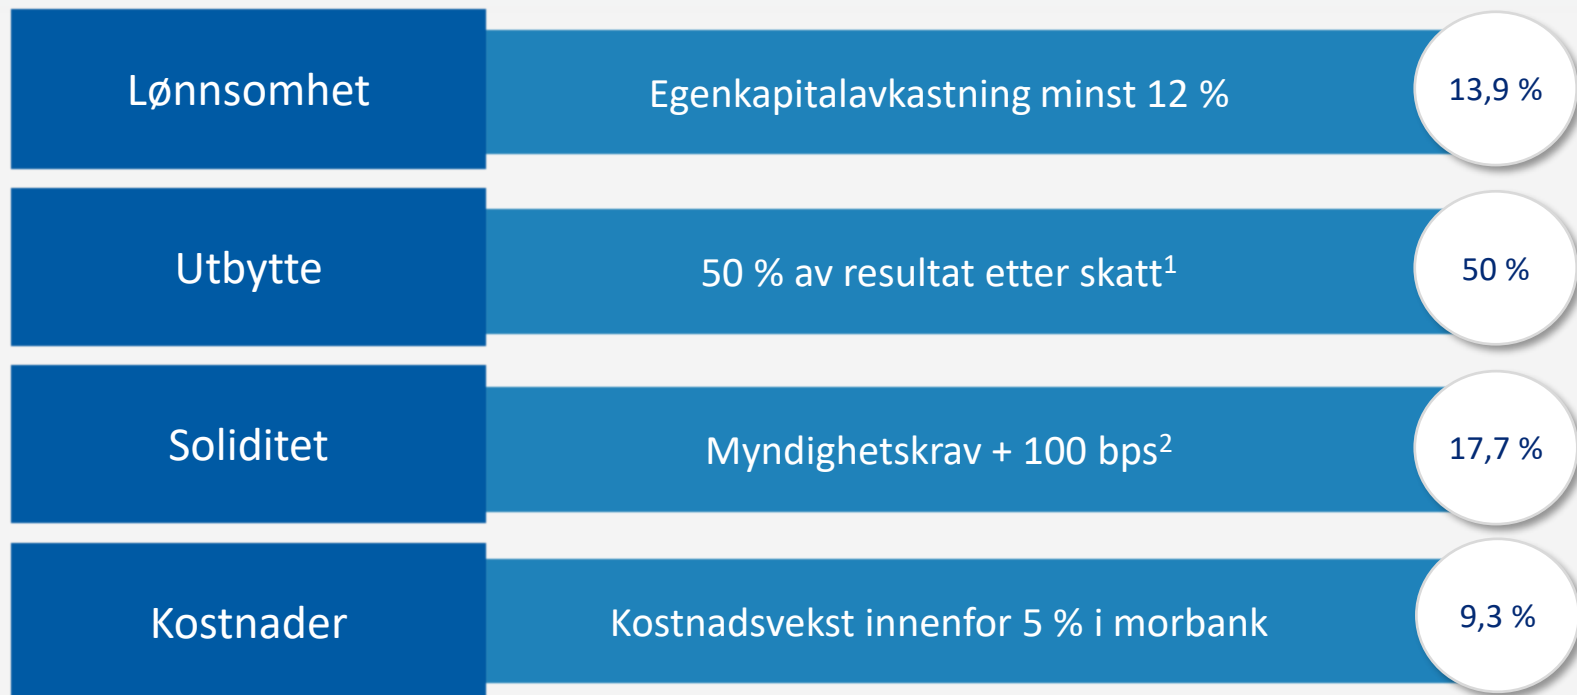 Lønnsomhet
Egenkapitalavkastning minst 12 %
13,9 %
Utbytte
50 % av resultat etter skatt¹
50 %
Soliditet
Myndighetskrav + 100 bps²
17,7 %
Kostnader
Kostnadsvekst innenfor 5 % i morbank
9,3 %